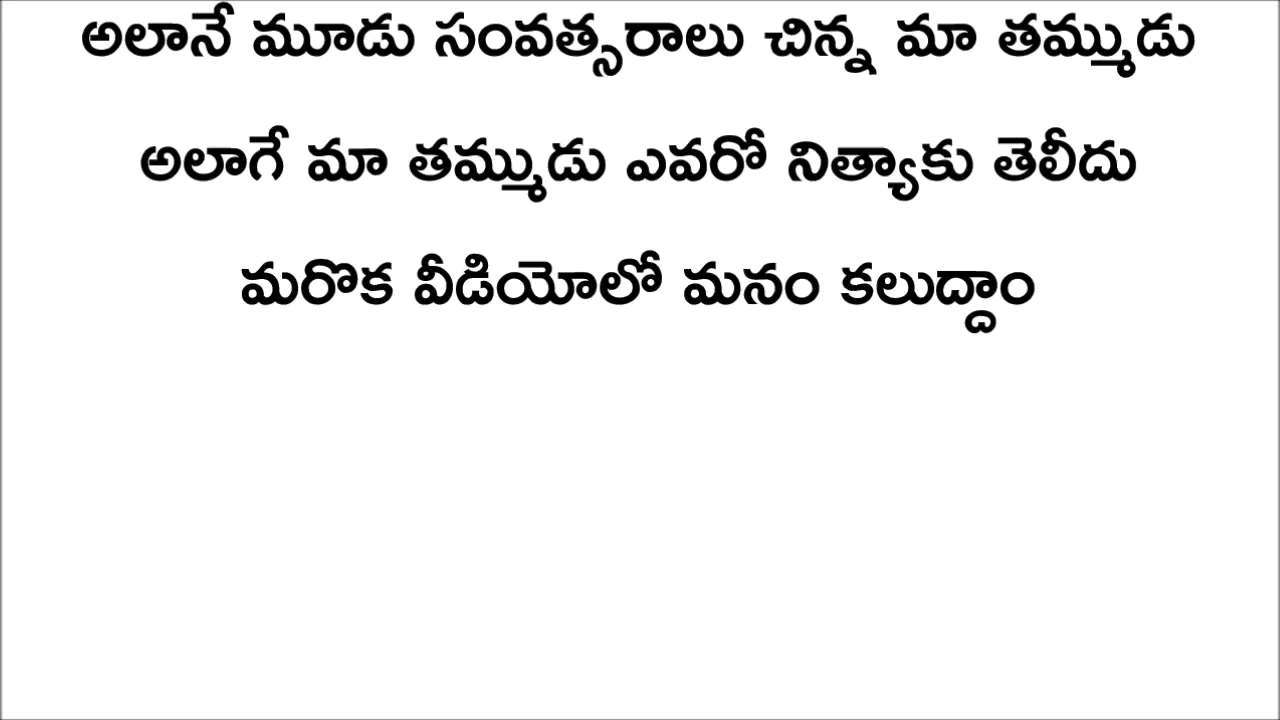 అలానే మూడు సంవత్సరాలు చిన్న మా తమ్ముడు
అలాగే మా తమ్ముడు ఎవరో నిత్యాకు తెలీదు
మరొక వీడియోలో మనం కలుద్దాం